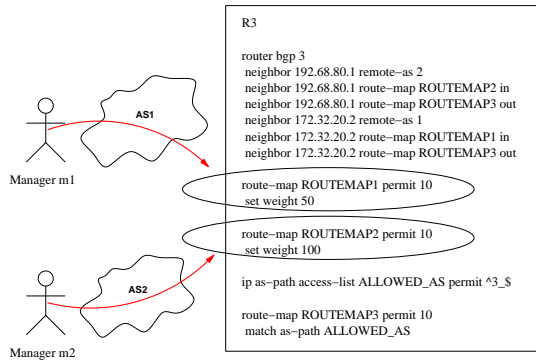 R3
router bgp 3
neighbor 192.68.80.1 remote−as 2
neighbor 192.68.80.1 route−map ROUTEMAP2 in
neighbor 192.68.80.1 route−map ROUTEMAP3 out
neighbor 172.32.20.2 remote−as 1
neighbor 172.32.20.2 route−map ROUTEMAP1 in
neighbor 172.32.20.2 route−map ROUTEMAP3 out
AS1
Manager m1
route−map ROUTEMAP1 permit 10
set weight 50
route−map ROUTEMAP2 permit 10
set weight 100
AS2
Manager m2
ip as−path access−list ALLOWED_AS permit ^3_$
route−map ROUTEMAP3 permit 10
match as−path ALLOWED_AS